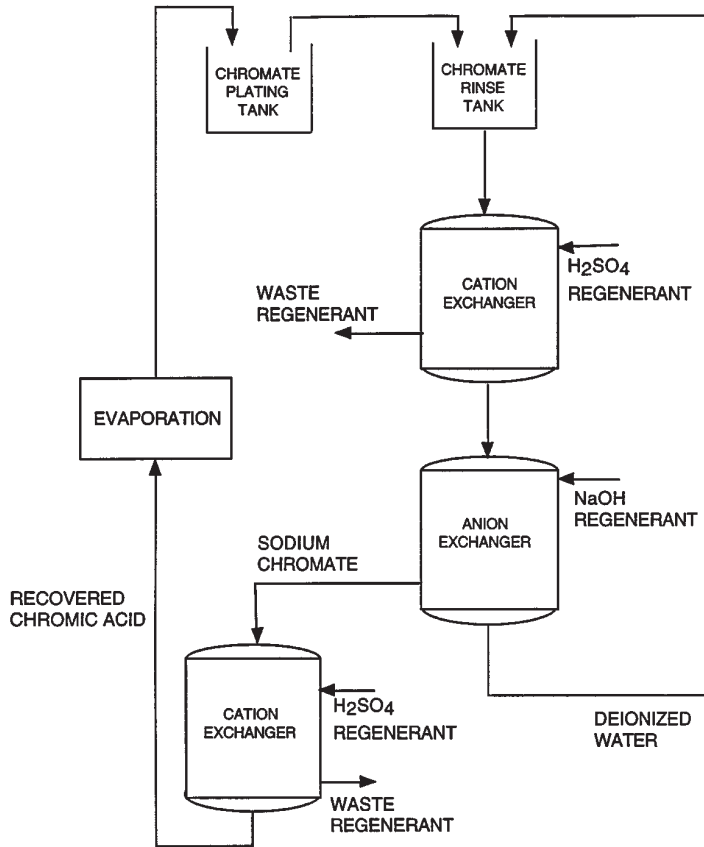 CHROMATE
PLATING
TANK
CHROMATE
RINSE
TANK
H2SO4
REGENERANT
CATION
EXCHANGER
WASTE
REGENERANT
EVAPORATION
NaOH
REGENERANT
ANION
EXCHANGER
SODIUM
CHROMATE
RECOVERED
CHROMIC ACID
H2SO4
REGENERANT
CATION
EXCHANGER
DEIONIZED
WATER
WASTE
REGENERANT